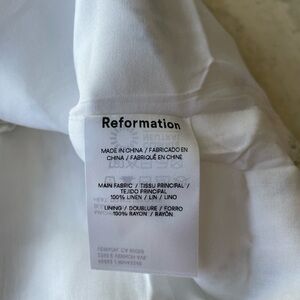 Reformation
MADE IN CHINA / FABRICADO EN
CHINA / FABRIQUÉ EN CHINE
MAIN FABRIC / TISSU PRINCIPAL /
TEJIDO PRINCIPAL
100% LINEN / LIN / LINO
LINING / DOUBLURE / FORRO
100% RAYON / RAYÓN